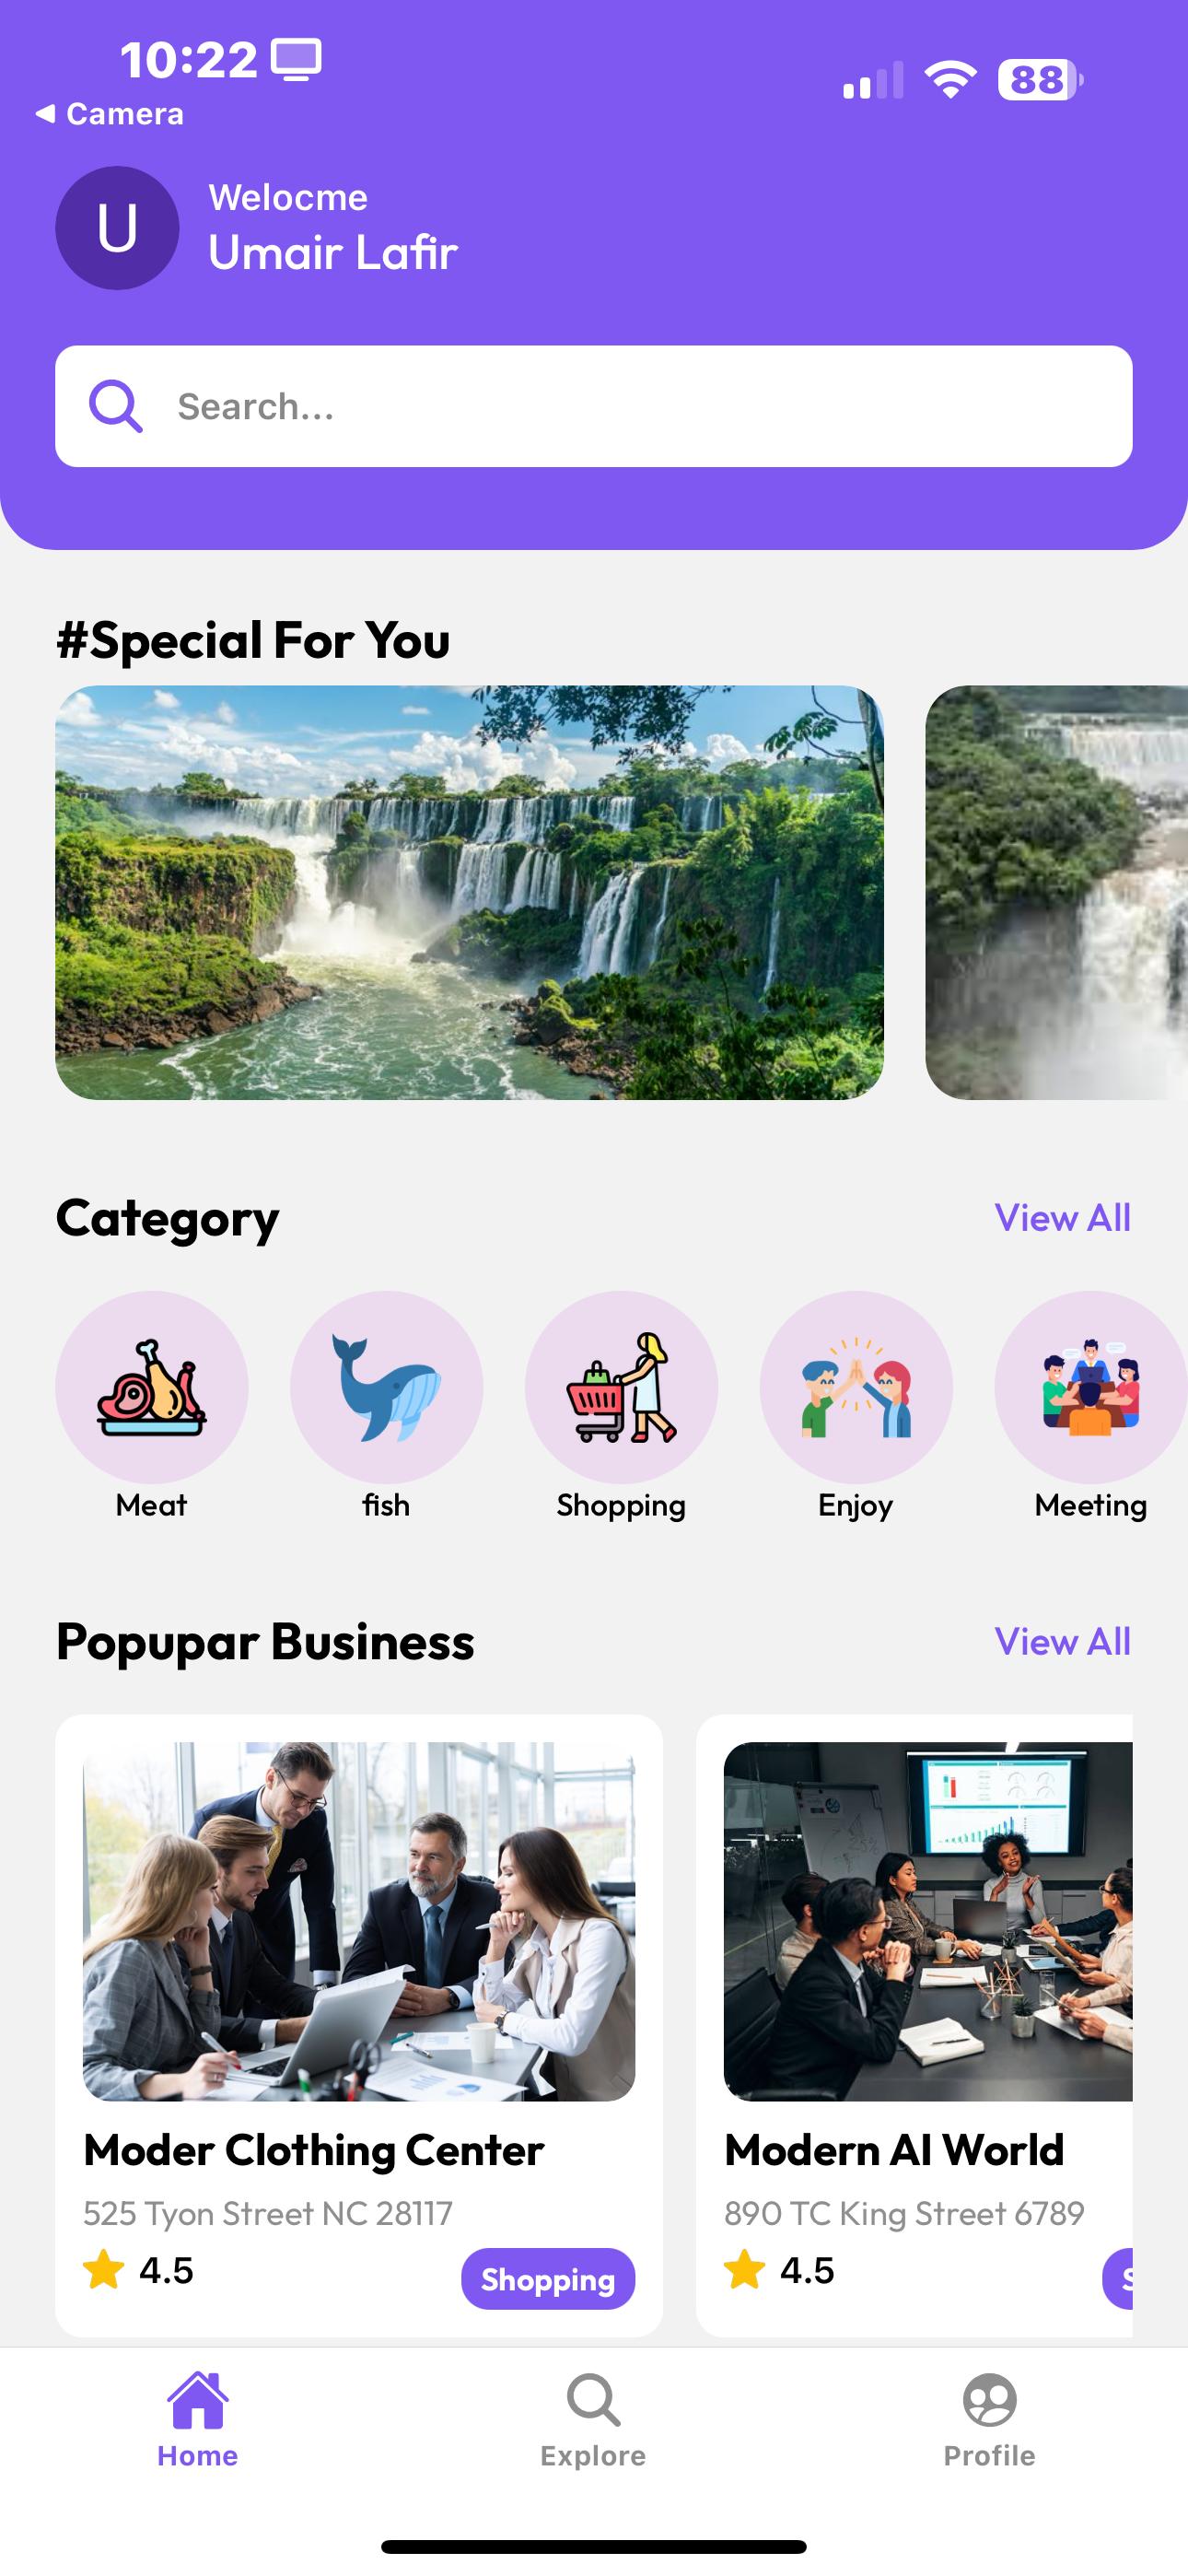 10:22
88
Camera
U
Welocme
Umair Lafir
Search...
#Special For You
Category
View All
Meat
fish
Shopping
Enjoy
Meeting
Popupar Business
View All
Moder Clothing Center
525 Tyon Street NC 28117
4.5
Shopping
Modern AI World
890 TC King Street 6789
4.5
Home
Explore
Profile